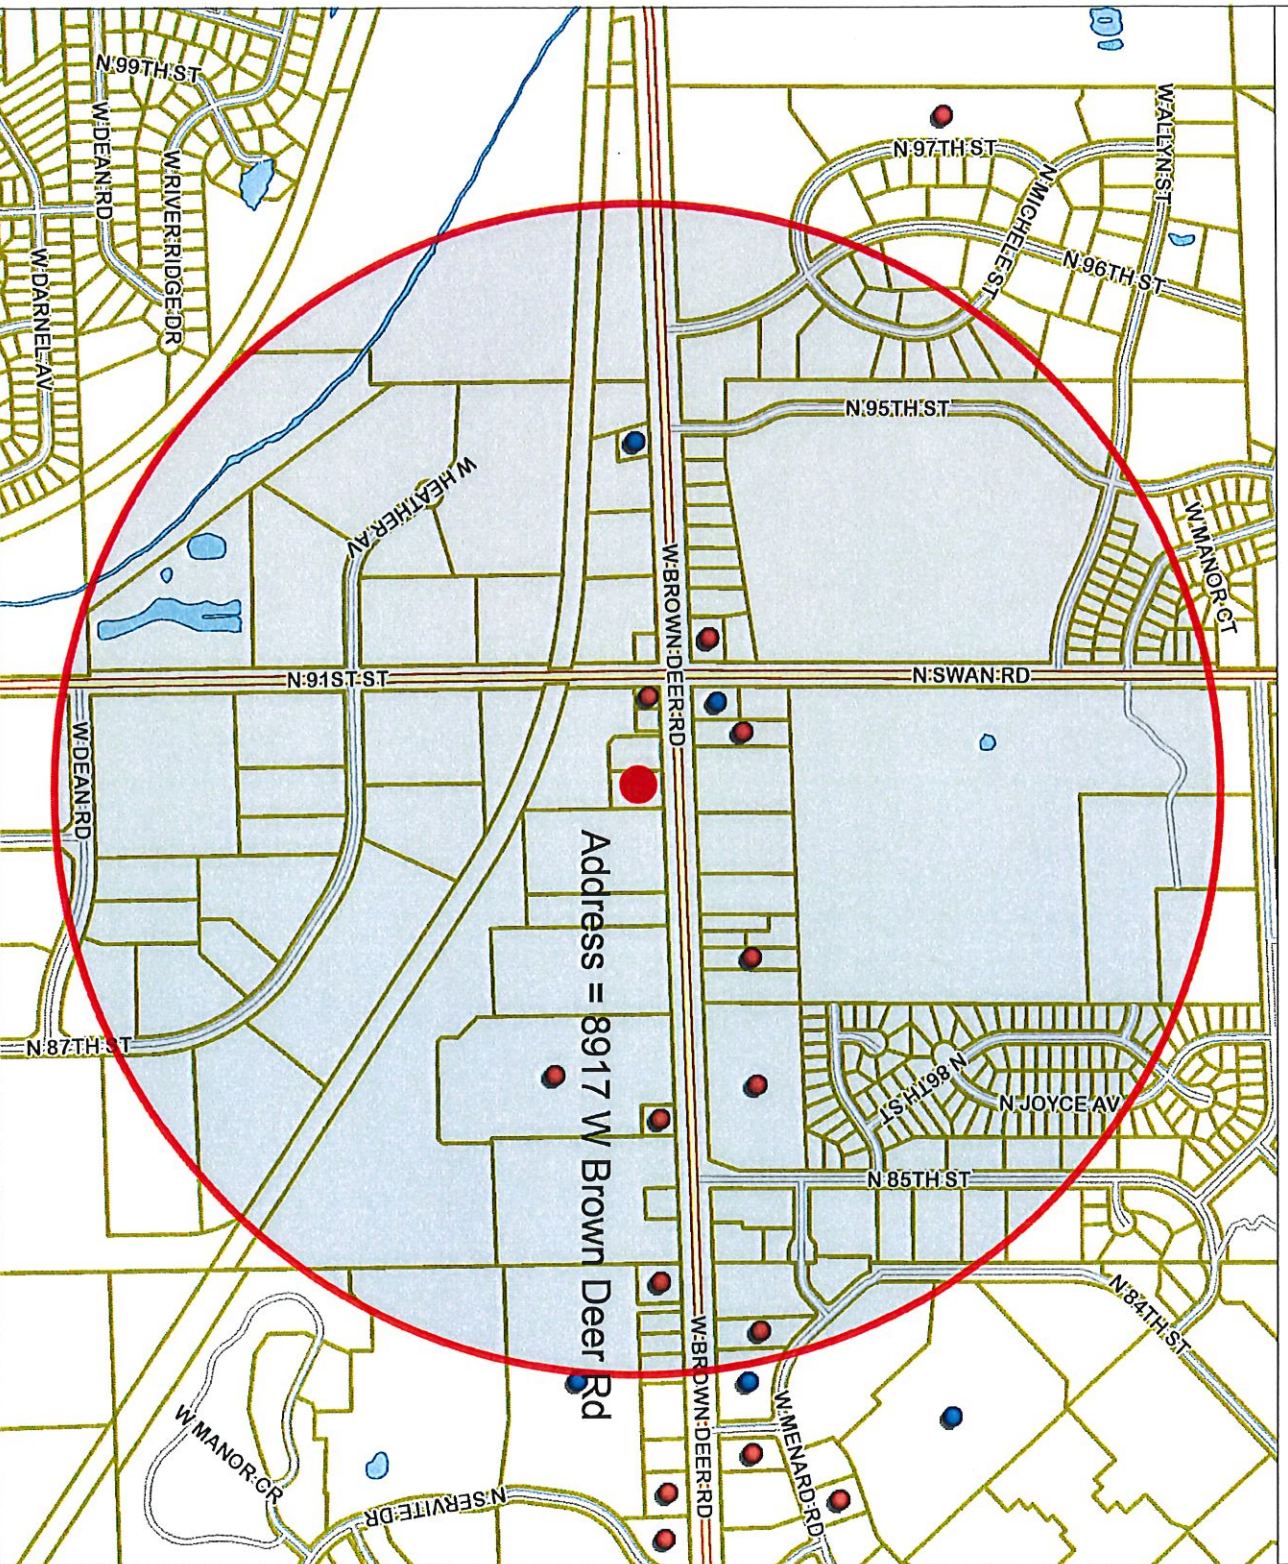 N 99TH ST
W DEAN RD
W RIVER RIDGE DR
W DARNEL AV
W ALLYN ST
N 97TH ST
N MICHELE ST
N 96TH ST
N 95TH ST
W HEATHER AV
W MANOR CT
W BROWN DEER RD
N 91ST ST
N SWAN RD
W DEAN RD
Address = 8917 W Brown Deer Rd
N 87TH ST
N 86TH ST
N JOYCE AV
N 85TH ST
N 84TH ST
W BROWN DEER RD
W MENARD RD
W MANOR CR
N SERVITE DR